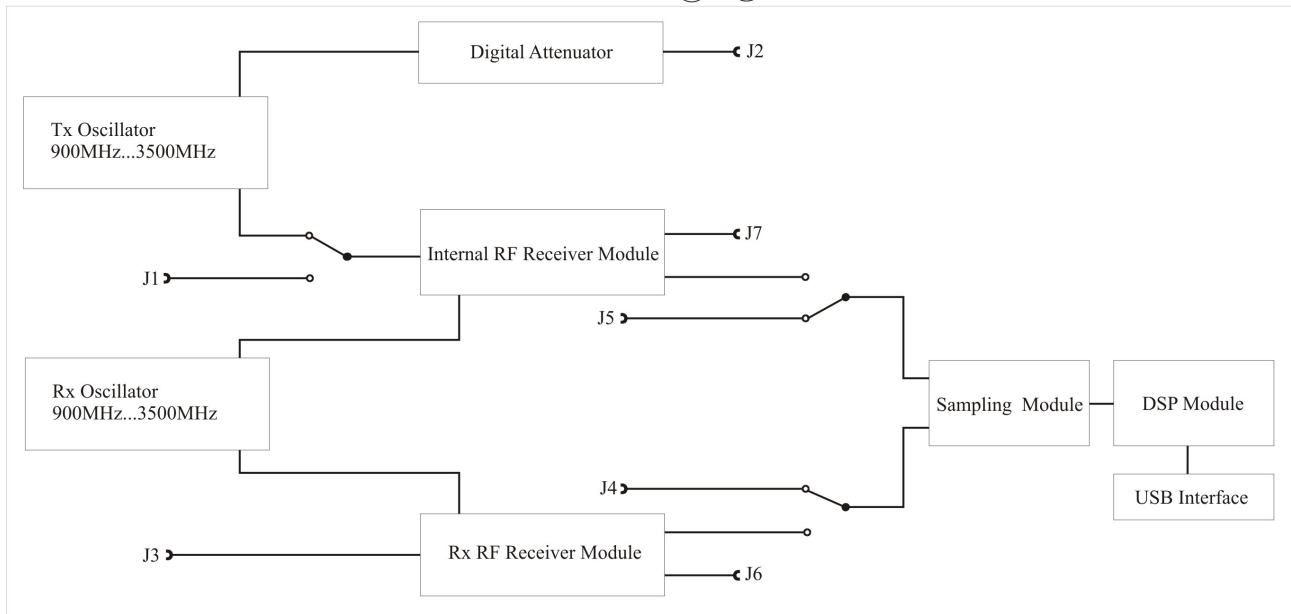 Digital Attenuator
J2
Tx Oscillator
900MHz...3500MHz
Internal RF Receiver Module
J7
J1
J5
Rx Oscillator
900MHz...3500MHz
Sampling Module
DSP Module
J4
USB Interface
Rx RF Receiver Module
J3
J6